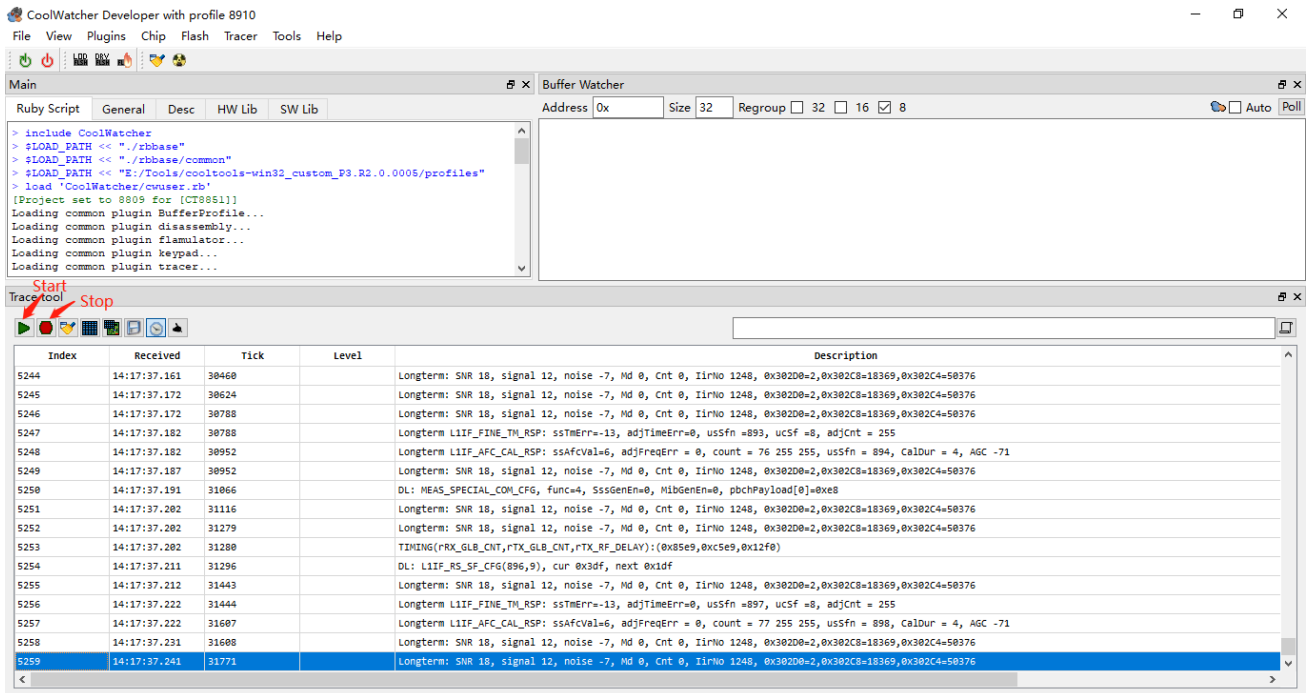 CoolWatcher Developer with profile 8910
File View Plugins Chip Flash Tracer Tools Help
Main
Buffer Watcher
Ruby Script General Desc HW Lib SW Lib
Address 0x Size 32 Regroup 32 16 8 Auto Poll
> include CoolWatcher
> $LOAD_PATH << "./rbbase"
> $LOAD_PATH << "./rbbase/common"
> $LOAD_PATH << "E:/Tools/cooltools-win32_custom_P3.R2.0.0005/profiles"
> load 'CoolWatcher/cwuser.rb'
[Project set to 8809 for [CT8851]]
Loading common plugin BufferProfile...
Loading common plugin disassembly...
Loading common plugin flamulator...
Loading common plugin keypad...
Loading common plugin tracer...
Start
Trace tool
Stop
Index Received Tick Level Description
5244 14:17:37.161 30460 Longterm: SNR 18, signal 12, noise -7, Md 0, Cnt 0, IirNo 1248, 0x302D0=2,0x302C8=18369,0x302C4=50376
5245 14:17:37.172 30624 Longterm: SNR 18, signal 12, noise -7, Md 0, Cnt 0, IirNo 1248, 0x302D0=2,0x302C8=18369,0x302C4=50376
5246 14:17:37.172 30788 Longterm: SNR 18, signal 12, noise -7, Md 0, Cnt 0, IirNo 1248, 0x302D0=2,0x302C8=18369,0x302C4=50376
5247 14:17:37.182 30788 Longterm L1IF_FINE_TM_RSP: ssTmErr=-13, adjTimeErr=0, usSfn =893, ucSf =8, adjCnt = 255
5248 14:17:37.182 30952 Longterm L1IF_AFC_CAL_RSP: ssAfcVal=6, adjFreqErr = 0, count = 76 255 255, usSfn = 894, CalDur = 4, AGC -71
5249 14:17:37.187 30952 Longterm: SNR 18, signal 12, noise -7, Md 0, Cnt 0, IirNo 1248, 0x302D0=2,0x302C8=18369,0x302C4=50376
5250 14:17:37.191 31066 DL: MEAS_SPECIAL_COM_CFG, func=4, SssGenEn=0, MibGenEn=0, pbchPayload[0]=0xe8
5251 14:17:37.202 31116 Longterm: SNR 18, signal 12, noise -7, Md 0, Cnt 0, IirNo 1248, 0x302D0=2,0x302C8=18369,0x302C4=50376
5252 14:17:37.202 31279 Longterm: SNR 18, signal 12, noise -7, Md 0, Cnt 0, IirNo 1248, 0x302D0=2,0x302C8=18369,0x302C4=50376
5253 14:17:37.202 31280 TIMING(rRX_GLB_CNT,rTX_GLB_CNT,rTX_RF_DELAY):(0x85e9,0xc5e9,0x12f0)
5254 14:17:37.211 31296 DL: L1IF_RS_SF_CFG(896,9), cur 0x3df, next 0x1df
5255 14:17:37.212 31443 Longterm: SNR 18, signal 12, noise -7, Md 0, Cnt 0, IirNo 1248, 0x302D0=2,0x302C8=18369,0x302C4=50376
5256 14:17:37.222 31444 Longterm L1IF_FINE_TM_RSP: ssTmErr=-13, adjTimeErr=0, usSfn =897, ucSf =8, adjCnt = 255
5257 14:17:37.222 31607 Longterm L1IF_AFC_CAL_RSP: ssAfcVal=6, adjFreqErr = 0, count = 77 255 255, usSfn = 898, CalDur = 4, AGC -71
5258 14:17:37.231 31608 Longterm: SNR 18, signal 12, noise -7, Md 0, Cnt 0, IirNo 1248, 0x302D0=2,0x302C8=18369,0x302C4=50376
5259 14:17:37.241 31771 Longterm: SNR 18, signal 12, noise -7, Md 0, Cnt 0, IirNo 1248, 0x302D0=2,0x302C8=18369,0x302C4=50376